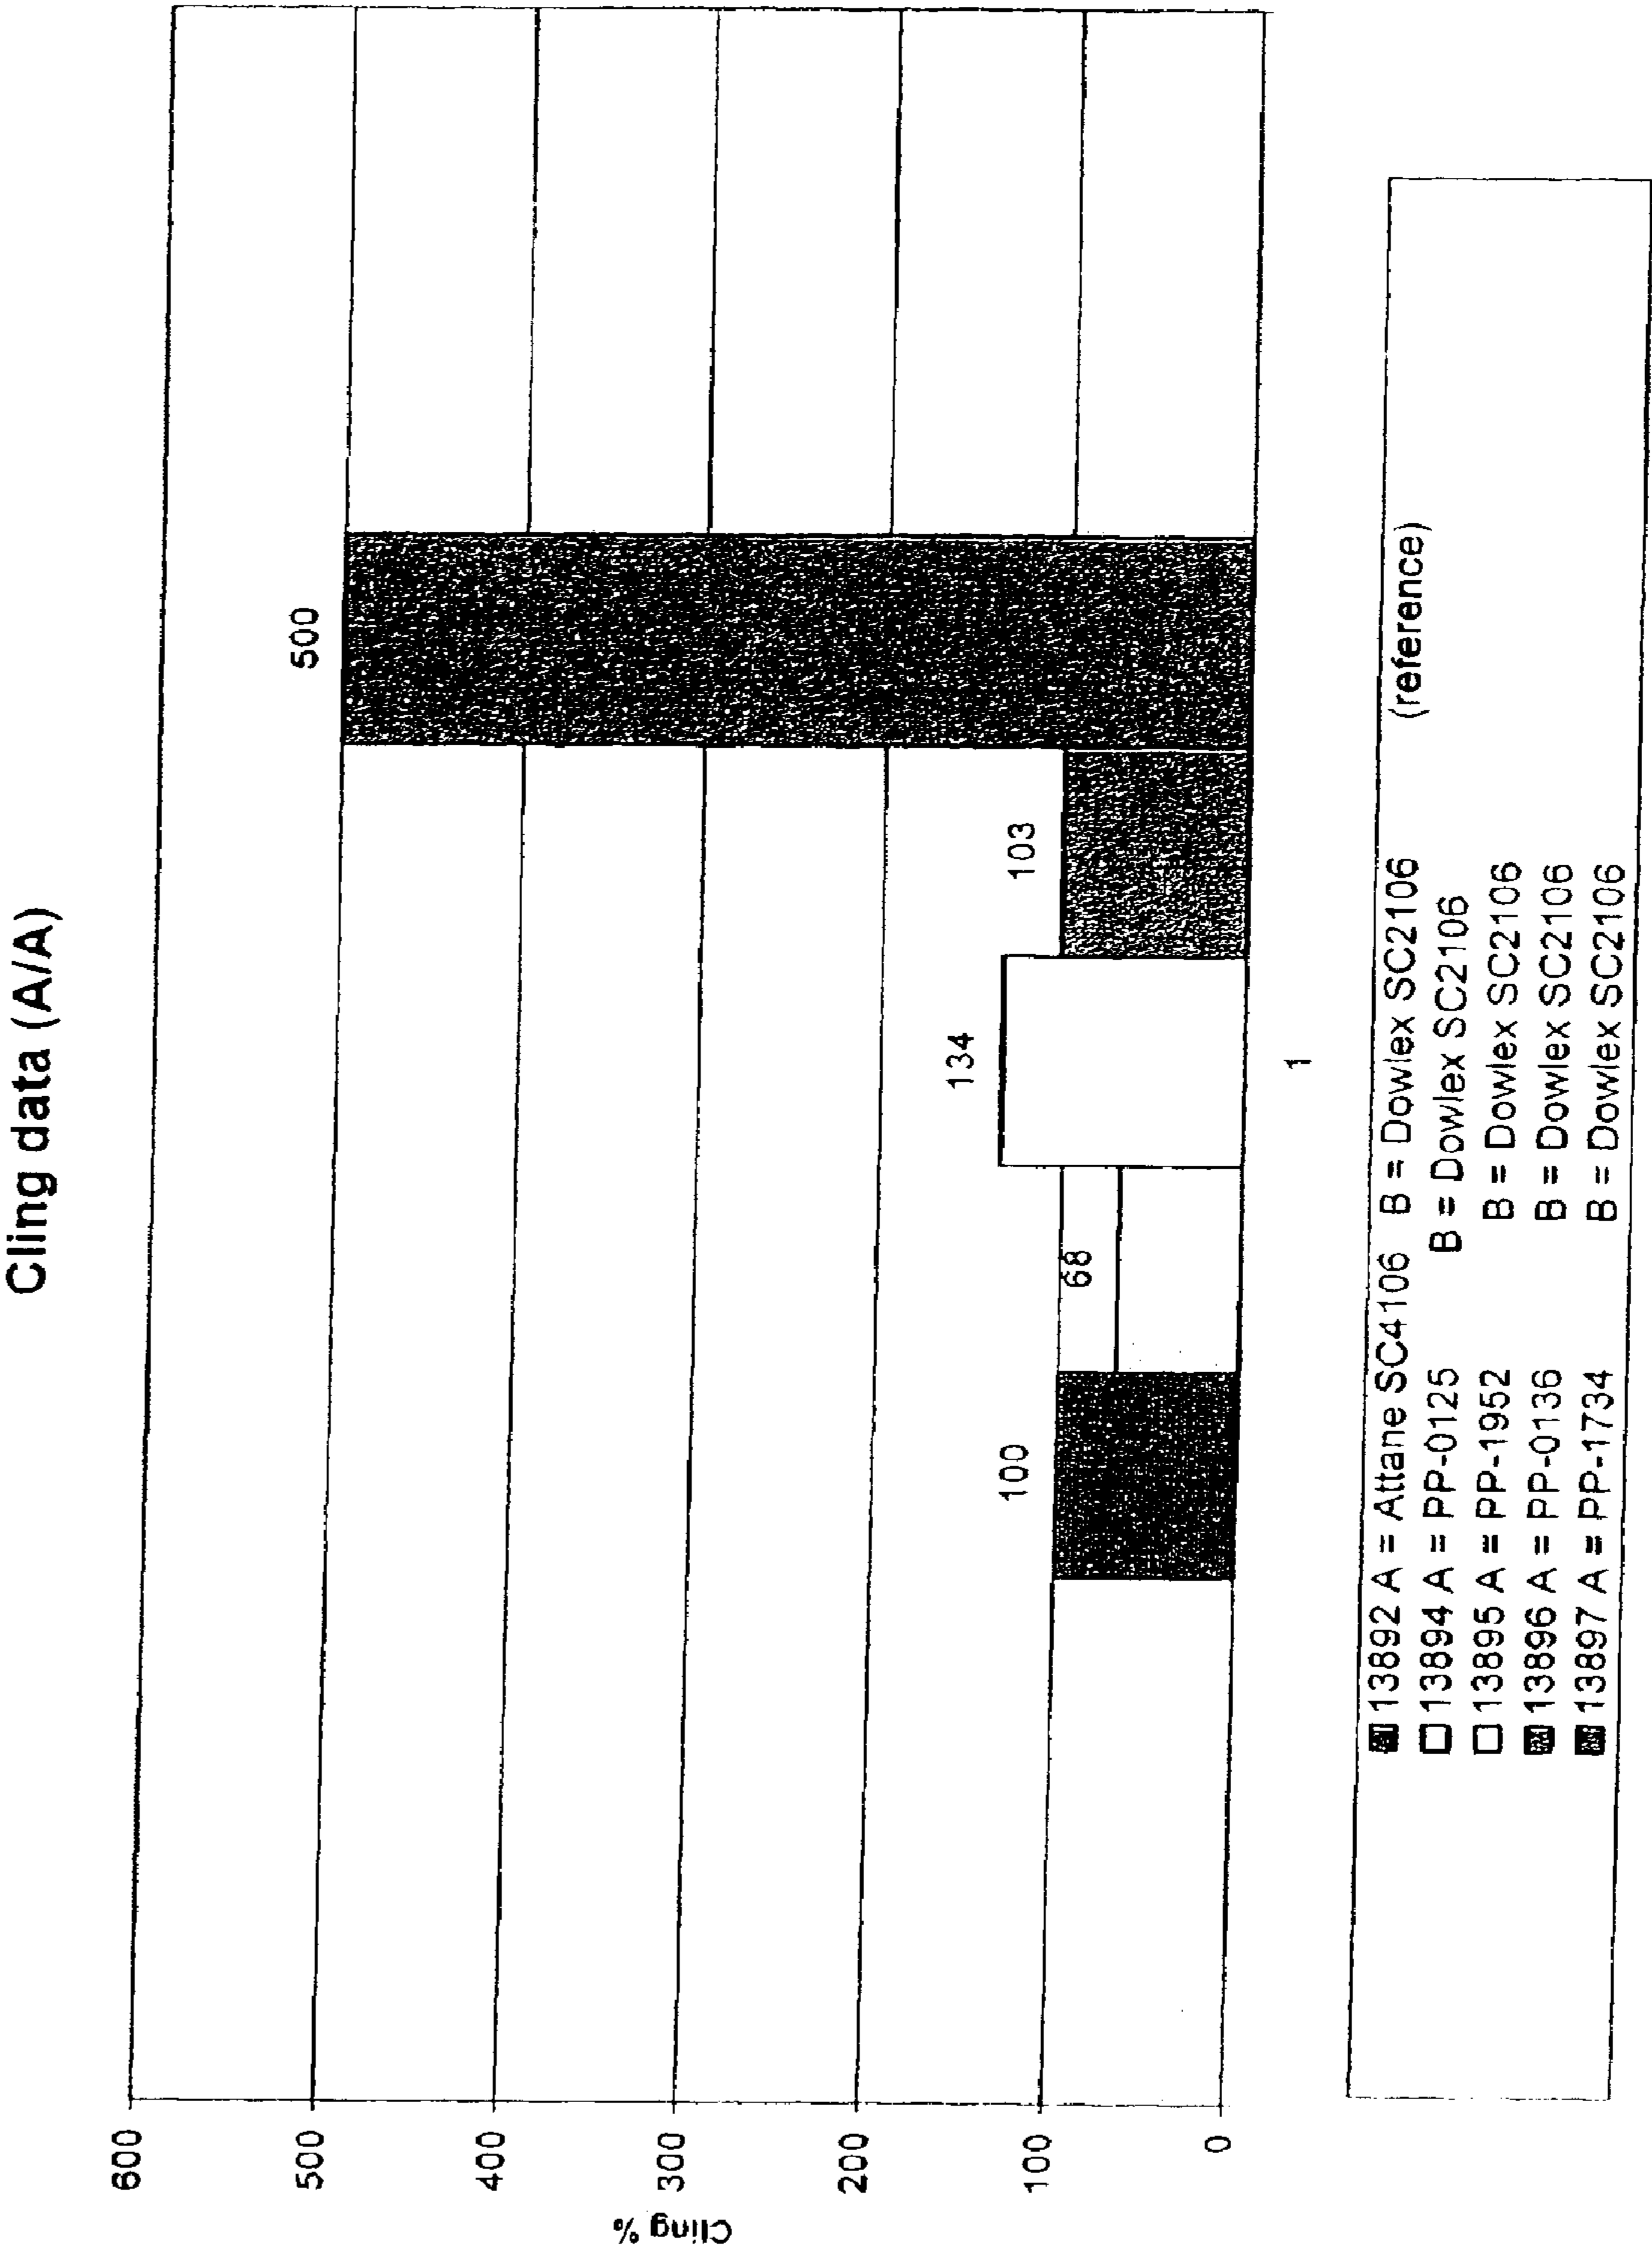 Cling data (A/A)
Cling %
600
500
400
300
200
100
0
100
68
134
103
500
1
13892 A = Attane SC4106 B = Dowlex SC2106 (reference)
13894 A = PP-0125 B = Dowlex SC2106
13895 A = PP-1952 B = Dowlex SC2106
13896 A = PP-0136 B = Dowlex SC2106
13897 A = PP-1734 B = Dowlex SC2106